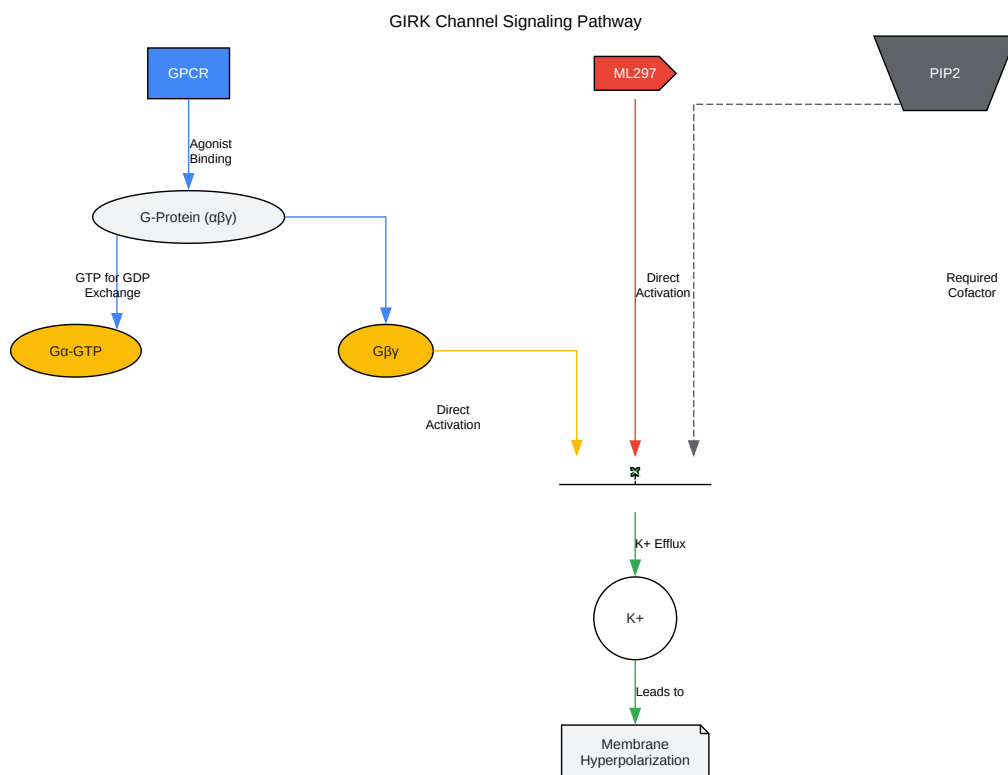 GIRK Channel Signaling Pathway
GPCR
ML297
PIP2
Agonist
Binding
G-Protein (αβγ)
GTP for GDP
Exchange
Direct
Activation
Required
Cofactor
Gα-GTP
Gβγ
Direct
Activation
K+ Efflux
K+
Leads to
Membrane
Hyperpolarization